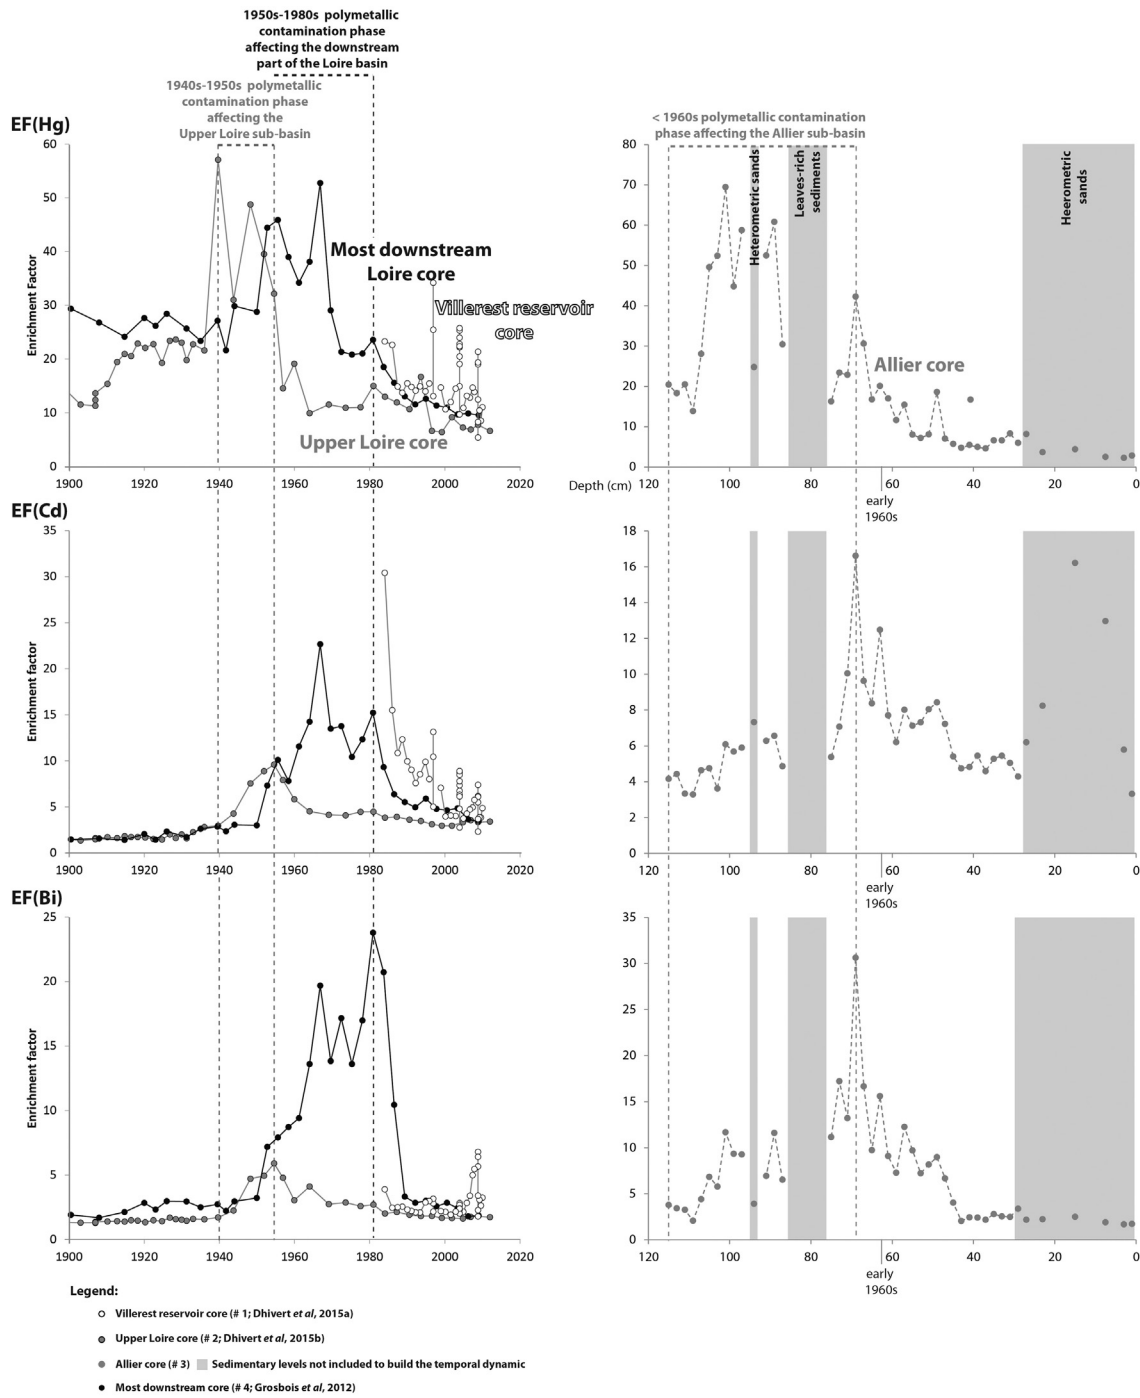 1950s-1980s polymetallic
contamination phase
affecting the downstream
part of the Loire basin
1940s-1950s polymetallic
contamination phase
affecting the
Upper Loire sub-basin
< 1960s polymetallic contamination
phase affecting the Allier sub-basin
EF(Hg)
Enrichment Factor
60
50
40
30
20
10
0
1900
1920
1940
1960
1980
2000
2020
Most downstream
Loire core
Villerest reservoir
core
Upper Loire core
80
70
60
50
40
30
20
10
0
Heterometric sands
Leaves-rich
sediments
Heerometric
sands
Allier core
Depth (cm)
120
100
80
60
40
20
0
early
1960s
EF(Cd)
Enrichment factor
35
30
25
20
15
10
5
0
1900
1920
1940
1960
1980
2000
2020
18
16
14
12
10
8
6
4
2
0
120
100
80
60
40
20
0
early
1960s
EF(Bi)
Enrichment factor
25
20
15
10
5
0
1900
1920
1940
1960
1980
2000
2020
35
30
25
20
15
10
5
0
120
100
80
60
40
20
0
early
1960s
Legend:
Villerest reservoir core (# 1; Dhivert et al, 2015a)
Upper Loire core (# 2; Dhivert et al, 2015b)
Allier core (# 3) Sedimentary levels not included to build the temporal dynamic
Most downstream core (# 4; Grosbois et al, 2012)